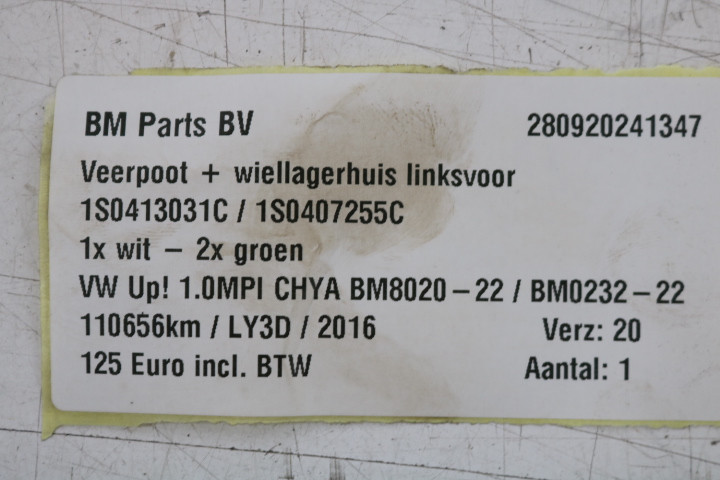 BM Parts BV 280920241347
Veerpoot + wiellagerhuis linksvoor
1S0413031C / 1S0407255C
1x wit – 2x groen
VW Up! 1.0MPI CHYA BM8020–22 / BM0232–22
110656km / LY3D / 2016 Verz: 20
125 Euro incl. BTW Aantal: 1